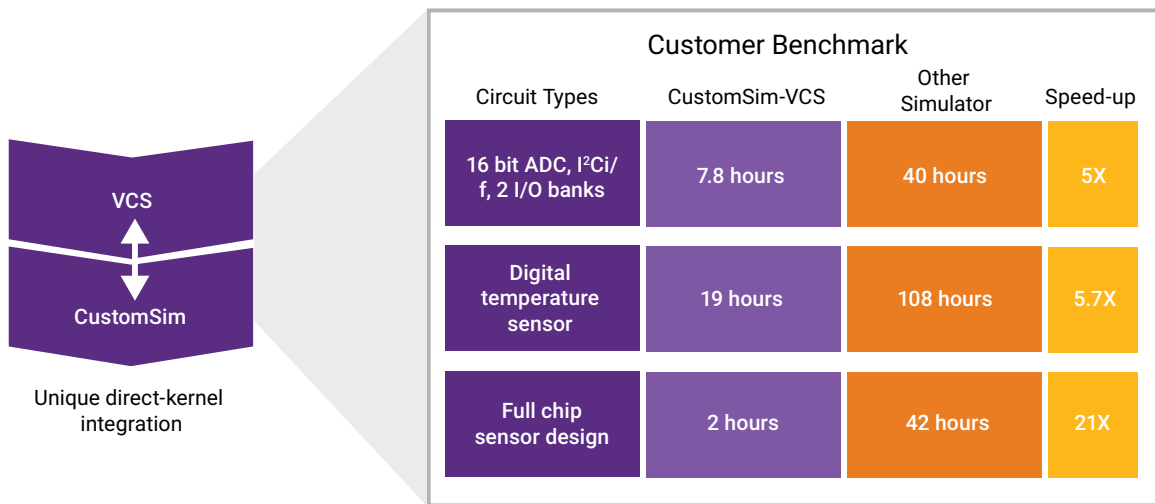 VCS
CustomSim
Unique direct-kernel
integration
Customer Benchmark
Circuit Types
CustomSim-VCS
Other
Simulator
Speed-up
16 bit ADC, I²Ci/
f, 2 I/O banks
7.8 hours
40 hours
5X
Digital
temperature
sensor
19 hours
108 hours
5.7X
Full chip
sensor design
2 hours
42 hours
21X